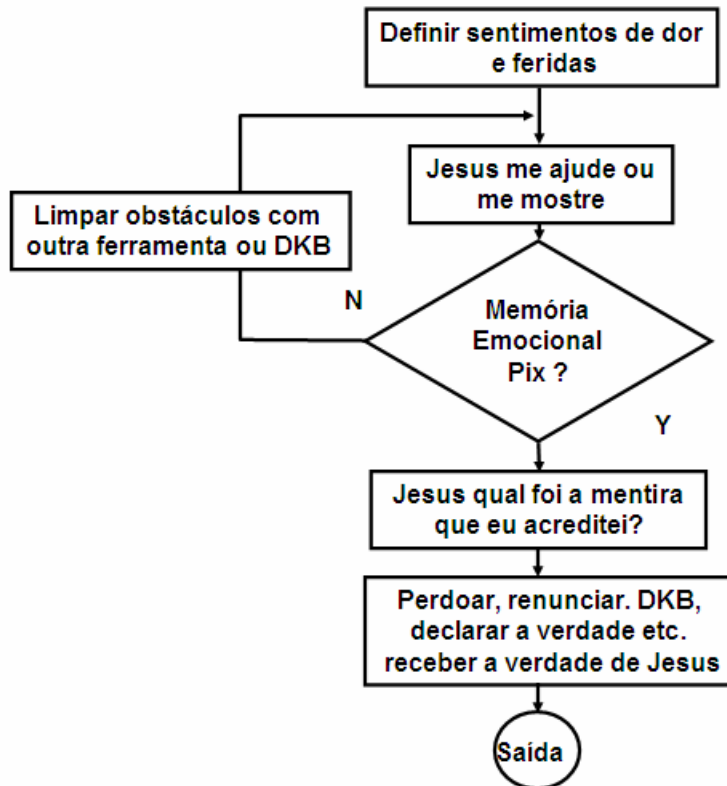 Definir sentimentos de dor
e feridas
Jesus me ajude ou
me mostre
Limpar obstáculos com
outra ferramenta ou DKB
N
Memória
Emocional
Pix ?
Y
Jesus qual foi a mentira
que eu acreditei?
Perdoar, renunciar. DKB,
declarar a verdade etc.
receber a verdade de Jesus
Saída